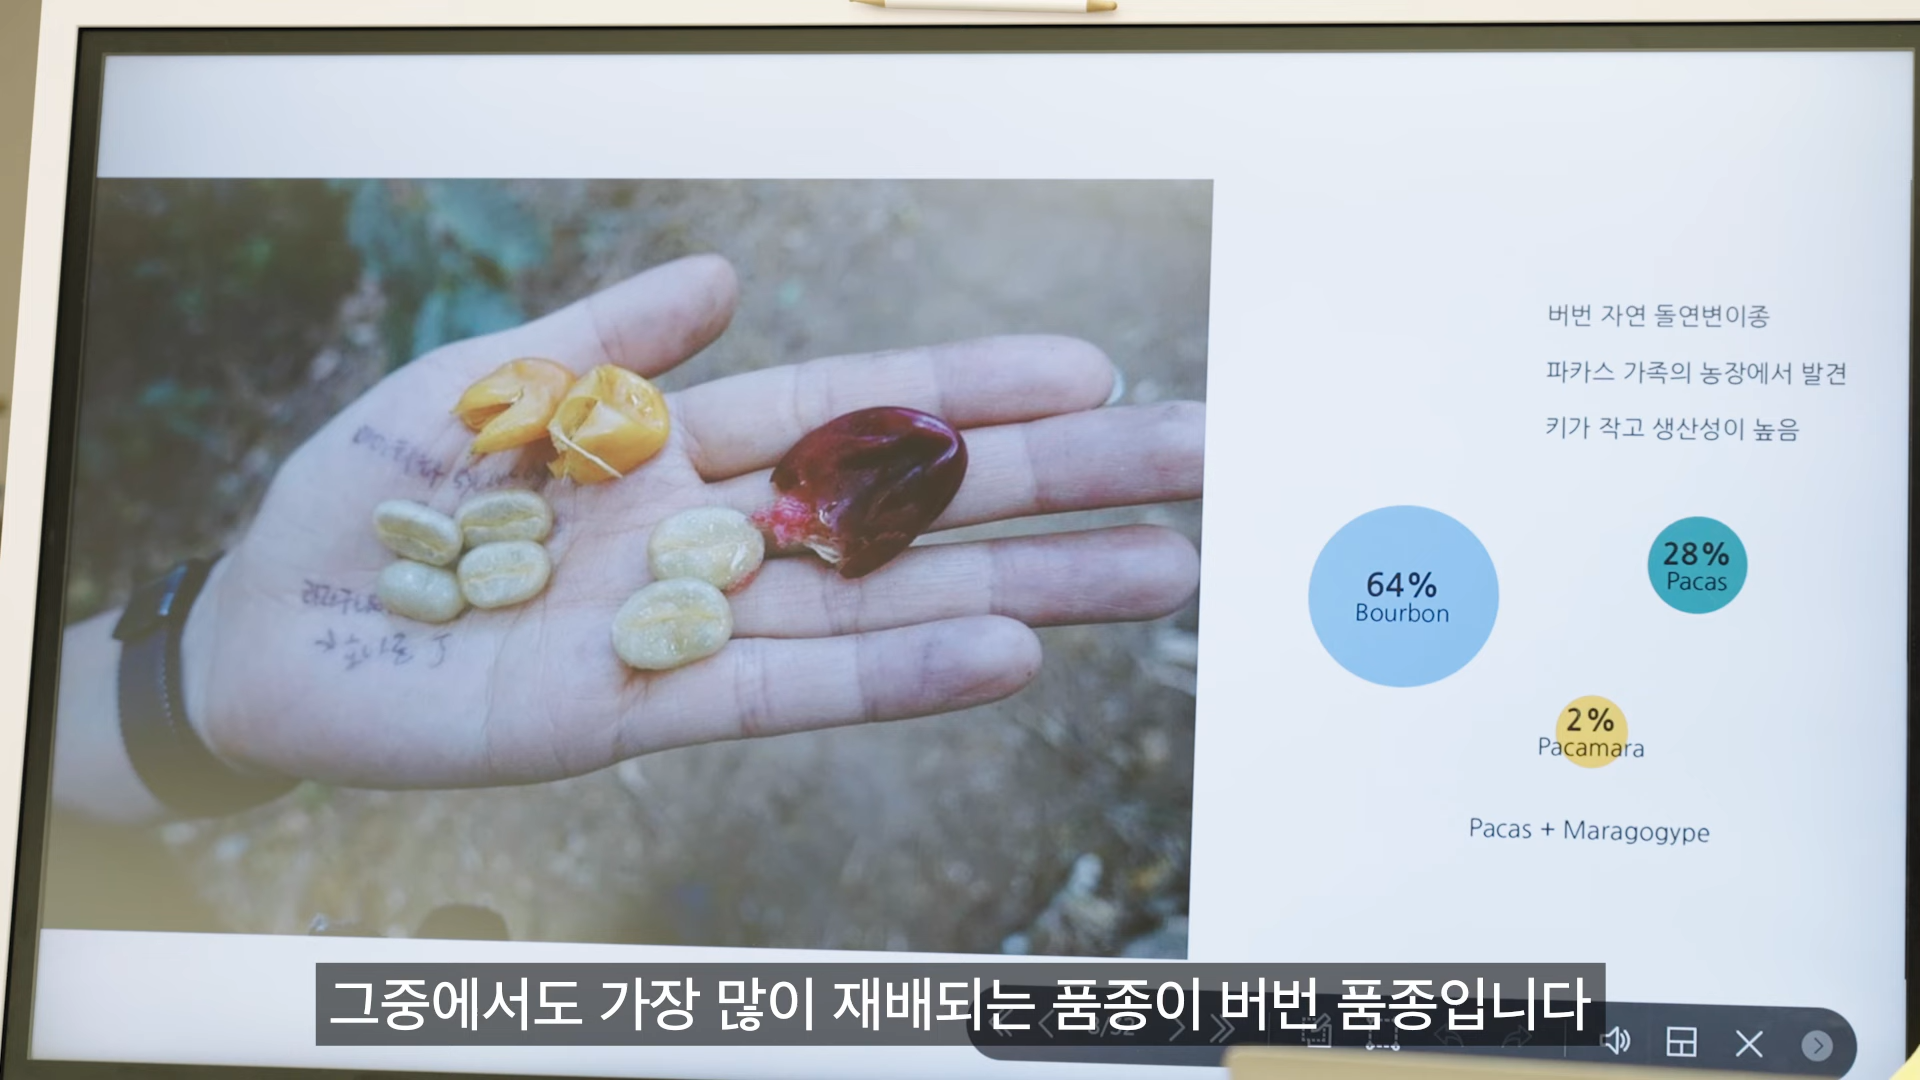 버번 자연 돌연변이종
파카스 가족의 농장에서 발견
키가 작고 생산성이 높음
64%
Bourbon
28%
Pacas
2%
Pacamara
Pacas + Maragogype
그중에서도 가장 많이 재배되는 품종이 버번 품종입니다